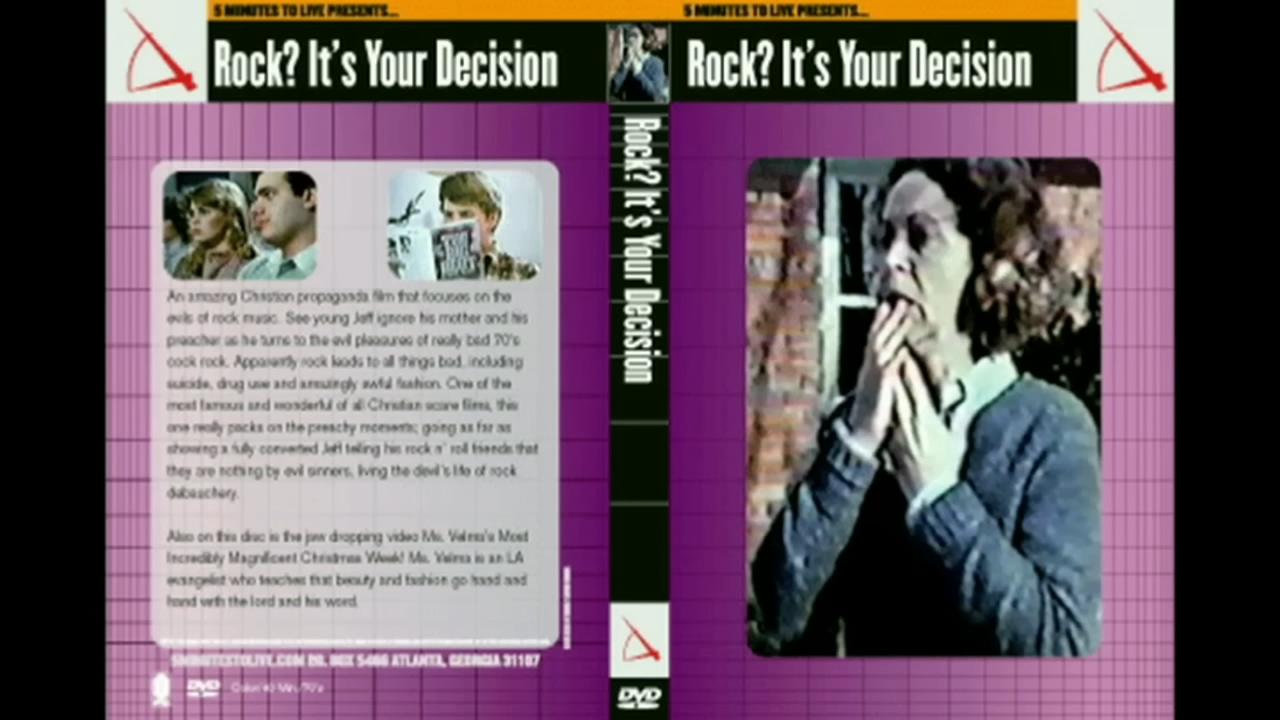 5 MINUTES TO LIVE PRESENTS...
Rock? It's Your Decision
An amazing Christian propaganda film that focuses on the
evils of rock music. See young Jeff ignore his mother and his
preacher as he turns to the evil pleasures of really bad 70's
cock rock. Apparently rock leads to all things bad, including
suicide, drug use and amazingly awful fashion. One of the
most famous and wonderful of all Christian scare films, this
one really packs on the preachy moments; going as far as
showing a fully converted Jeff telling his rock n' roll friends that
they are nothing by evil sinners, living the devil's life of rock
debauchery.
Also on this disc is the jaw dropping video Ms. Velma's Most
Incredibly Magnificent Christmas Week! Ms. Velma is an LA
evangelist who teaches that beauty and fashion go hand and
hand with the lord and his word.
5MINUTESTOLIVE.COM P.O. BOX 5466 ATLANTA, GEORGIA 31107
DVD
Rock? It's Your Decision
DVD
5 MINUTES TO LIVE PRESENTS...
Rock? It's Your Decision